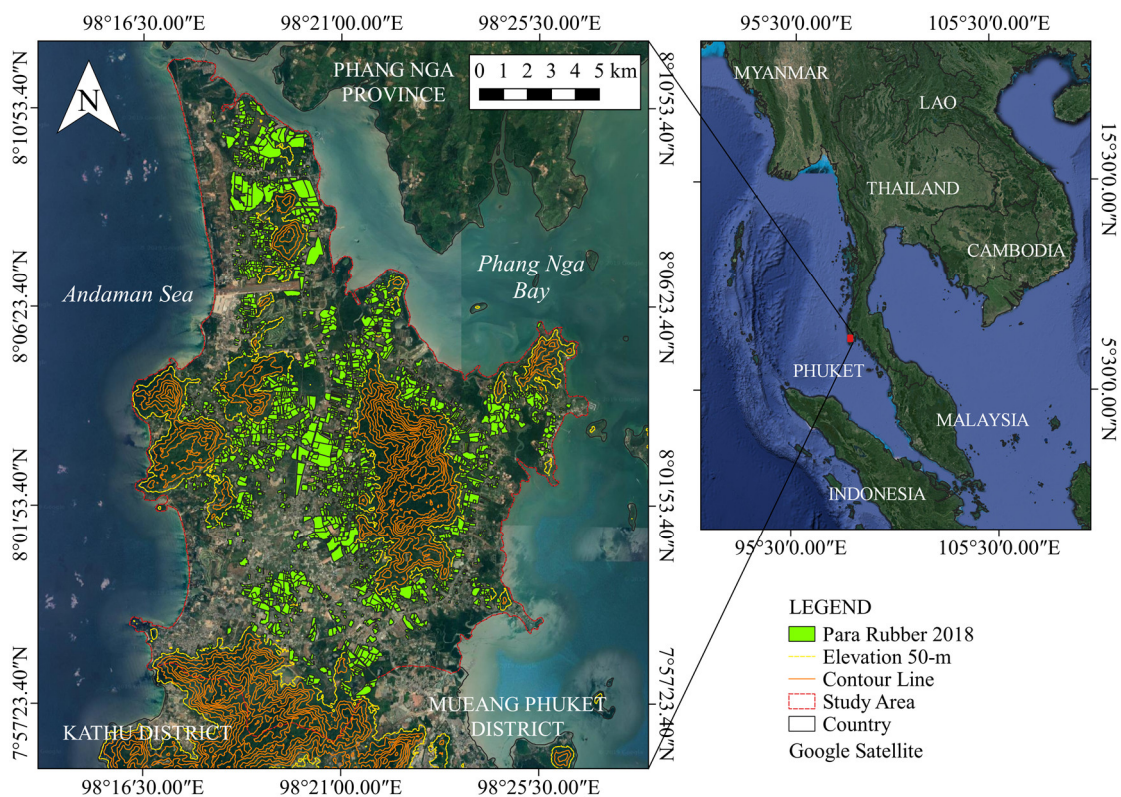 98°16′30.00″E
98°21′00.00″E
98°25′30.00″E
95°30′0.00″E
105°30′0.00″E
8°10′53.40″N
8°06′23.40″N
8°01′53.40″N
7°57′23.40″N
N
PHANG NGA
PROVINCE
0 1 2 3 4 5 km
Andaman Sea
Phang Nga
Bay
KATHU DISTRICT
MUEANG PHUKET
DISTRICT
8°10′53.40″N
8°06′23.40″N
8°01′53.40″N
7°57′23.40″N
98°16′30.00″E
98°21′00.00″E
98°25′30.00″E
MYANMAR
LAO
THAILAND
CAMBODIA
PHUKET
MALAYSIA
INDONESIA
15°30′0.00″N
5°30′0.00″N
95°30′0.00″E
105°30′0.00″E
LEGEND
Para Rubber 2018
Elevation 50-m
Contour Line
Study Area
Country
Google Satellite